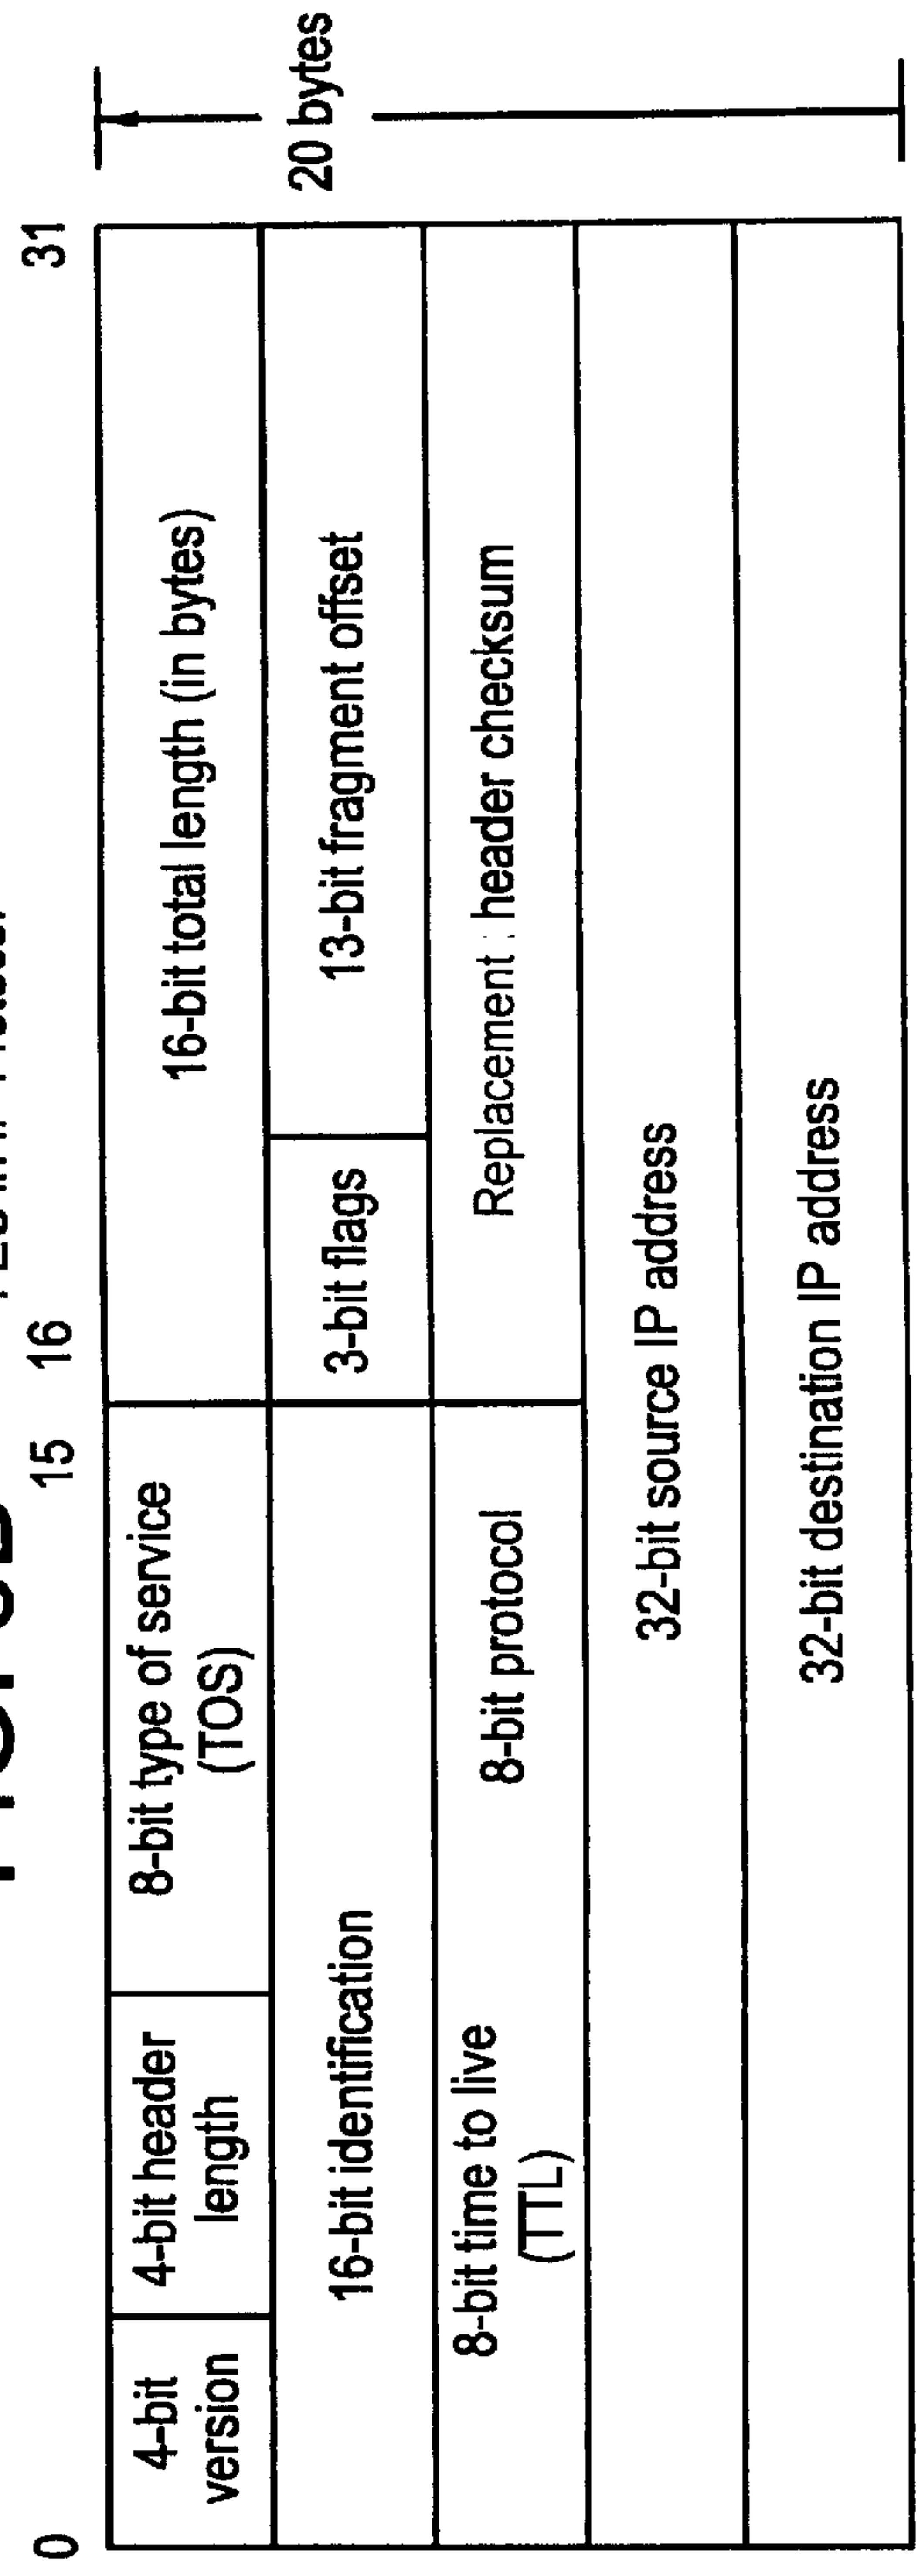 0
15
16
31
4-bit
version
4-bit header
length
8-bit type of service
(TOS)
16-bit total length (in bytes)
16-bit identification
3-bit flags
13-bit fragment offset
8-bit time to live
(TTL)
8-bit protocol
Replacement : header checksum
32-bit source IP address
32-bit destination IP address
20 bytes